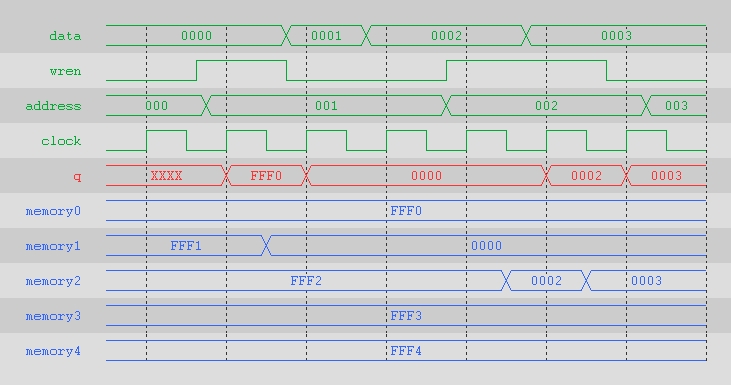 data 0000 0001 0002 0003
wren
address 000 001 002 003
clock
q XXXX FFF0 0000 0002 0003
memory0 FFF0
memory1 FFF1 0000
memory2 FFF2 0002 0003
memory3 FFF3
memory4 FFF4